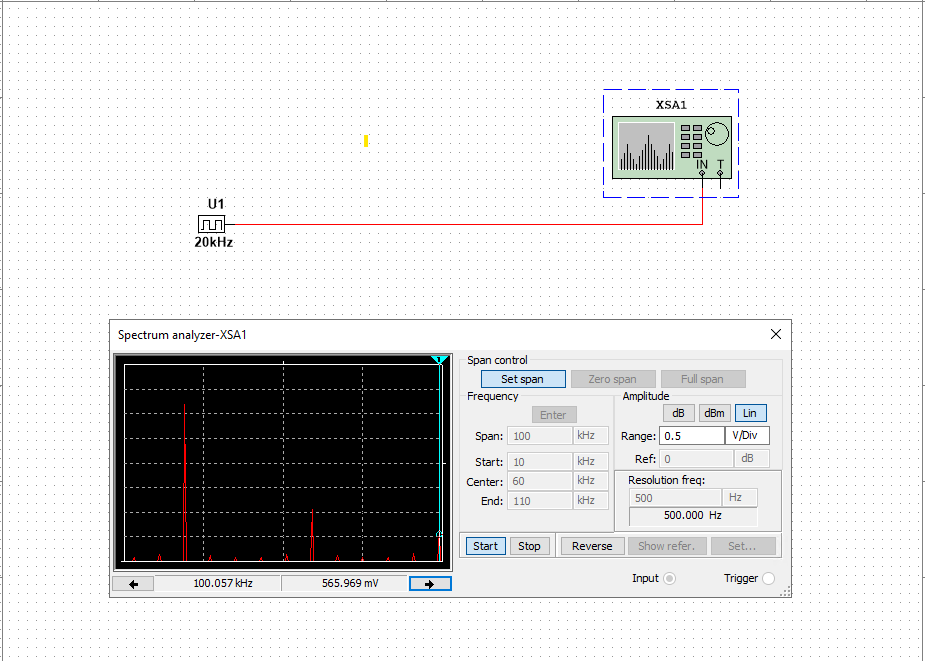 XSA1
IN T
U1
20kHz
Spectrum analyzer-XSA1
1
Span control
Set span Zero span Full span
Frequency
Enter
Span: 100 kHz
Start: 10 kHz
Center: 60 kHz
End: 110 kHz
Amplitude
dB dBm Lin
Range: 0.5 V/Div
Ref: 0 dB
Resolution freq:
500 Hz
500.000 Hz
Start Stop Reverse Show refer. Set...
100.057 kHz 565.969 mV
Input Trigger